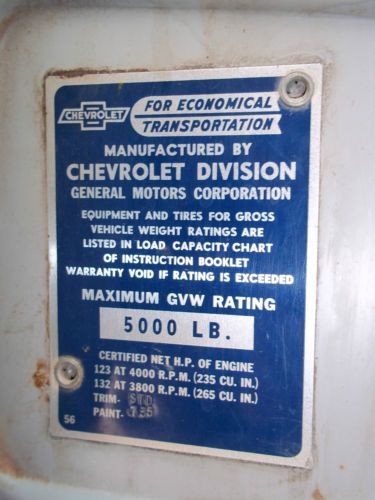 CHEVROLET
FOR ECONOMICAL
TRANSPORTATION
MANUFACTURED BY
CHEVROLET DIVISION
GENERAL MOTORS CORPORATION
EQUIPMENT AND TIRES FOR GROSS
VEHICLE WEIGHT RATINGS ARE
LISTED IN LOAD CAPACITY CHART
OF INSTRUCTION BOOKLET
WARRANTY VOID IF RATING IS EXCEEDED
MAXIMUM GVW RATING
5000 LB.
CERTIFIED NET H.P. OF ENGINE
123 AT 4000 R.P.M. (235 CU. IN.)
132 AT 3800 R.P.M. (265 CU. IN.)
TRIM- STD
PAINT-
56